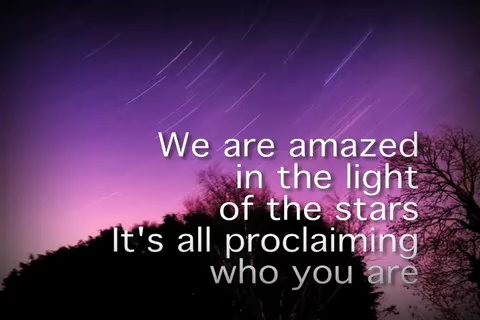 We are amazed
in the light
of the stars
It's all proclaiming
who you are